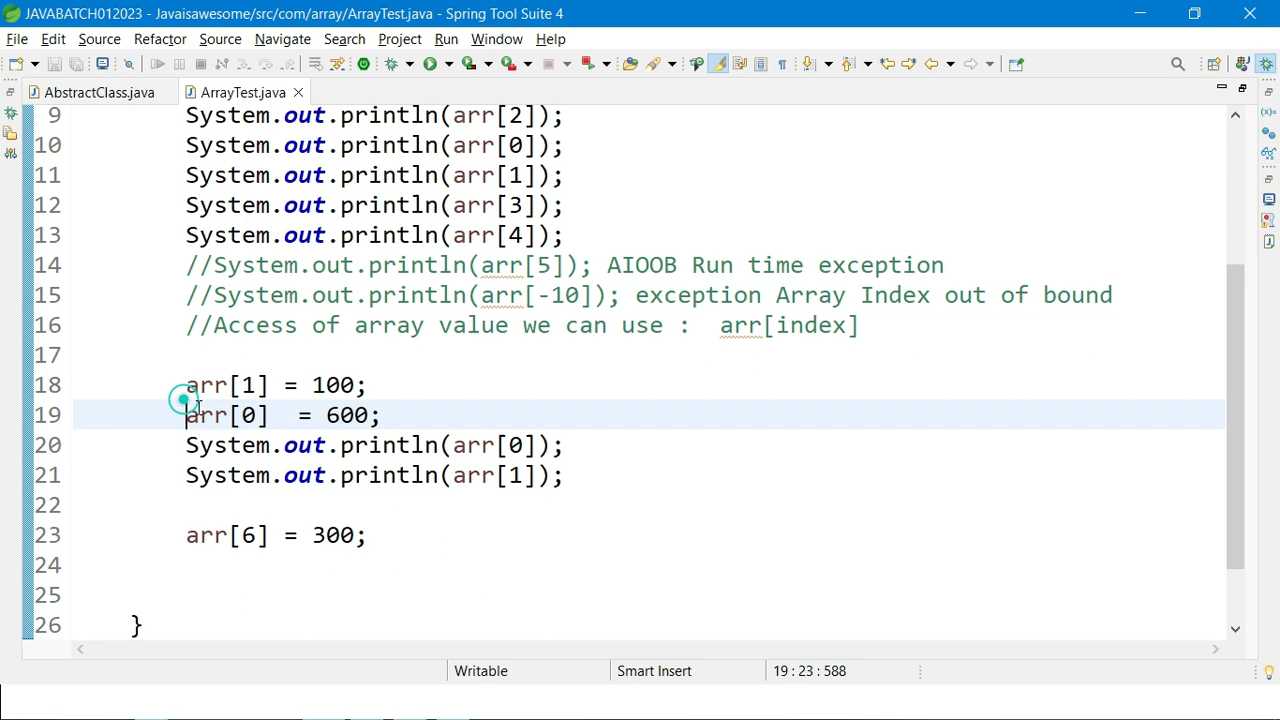 JAVABATCH012023 - Javaisawesome/src/com/array/ArrayTest.java - Spring Tool Suite 4
File Edit Source Refactor Source Navigate Search Project Run Window Help
AbstractClass.java ArrayTest.java
9 System.out.println(arr[2]);
10 System.out.println(arr[0]);
11 System.out.println(arr[1]);
12 System.out.println(arr[3]);
13 System.out.println(arr[4]);
14 //System.out.println(arr[5]); AIOOB Run time exception
15 //System.out.println(arr[-10]); exception Array Index out of bound
16 //Access of array value we can use :  arr[index]
17
18 arr[1] = 100;
19 arr[0]  = 600;
20 System.out.println(arr[0]);
21 System.out.println(arr[1]);
22
23 arr[6] = 300;
24
25
26 }
Writable Smart Insert 19 : 23 : 588